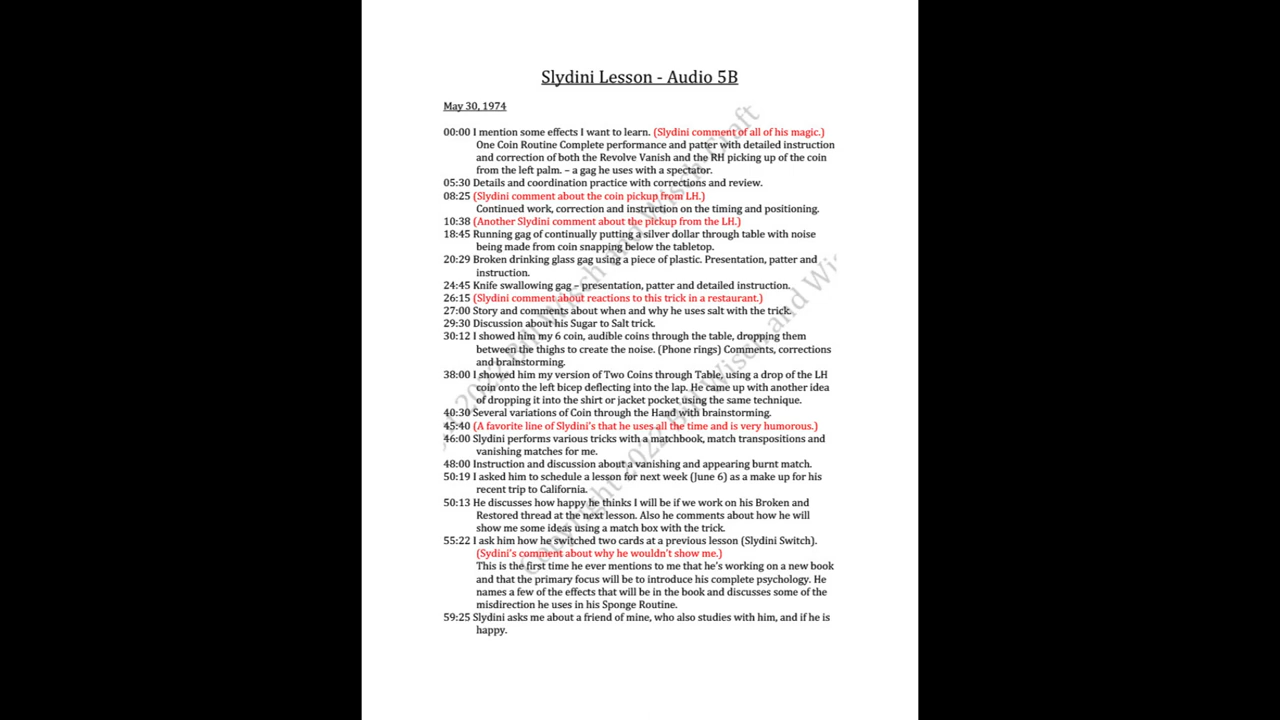 Slydini Lesson - Audio 5B
May 30, 1974
00:00 I mention some effects I want to learn. (Slydini comment of all of his magic.)
One Coin Routine Complete performance and patter with detailed instruction
and correction of both the Revolve Vanish and the RH picking up of the coin
from the left palm. – a gag he uses with a spectator.
05:30 Details and coordination practice with corrections and review.
08:25 (Slydini comment about the coin pickup from LH.)
Continued work, correction and instruction on the timing and positioning.
10:38 (Another Slydini comment about the pickup from the LH.)
18:45 Running gag of continually putting a silver dollar through table with noise
being made from coin snapping below the tabletop.
20:29 Broken drinking glass gag using a piece of plastic. Presentation, patter and
instruction.
24:45 Knife swallowing gag – presentation, patter and detailed instruction.
26:15 (Slydini comment about reactions to this trick in a restaurant.)
27:00 Story and comments about when and why he uses salt with the trick.
29:30 Discussion about his Sugar to Salt trick.
30:12 I showed him my 6 coin, audible coins through the table, dropping them
between the thighs to create the noise. (Phone rings) Comments, corrections
and brainstorming.
38:00 I showed him my version of Two Coins through Table, using a drop of the LH
coin onto the left bicep deflecting into the lap. He came up with another idea
of dropping it into the shirt or jacket pocket using the same technique.
40:30 Several variations of Coin through the Hand with brainstorming.
45:40 (A favorite line of Slydini's that he uses all the time and is very humorous.)
46:00 Slydini performs various tricks with a matchbook, match transpositions and
vanishing matches for me.
48:00 Instruction and discussion about a vanishing and appearing burnt match.
50:19 I asked him to schedule a lesson for next week (June 6) as a make up for his
recent trip to California.
50:13 He discusses how happy he thinks I will be if we work on his Broken and
Restored thread at the next lesson. Also he comments about how he will
show me some ideas using a match box with the trick.
55:22 I ask him how he switched two cards at a previous lesson (Slydini Switch).
(Sydini's comment about why he wouldn't show me.)
This is the first time he ever mentions to me that he's working on a new book
and that the primary focus will be to introduce his complete psychology. He
names a few of the effects that will be in the book and discusses some of the
misdirection he uses in his Sponge Routine.
59:25 Slydini asks me about a friend of mine, who also studies with him, and if he is
happy.